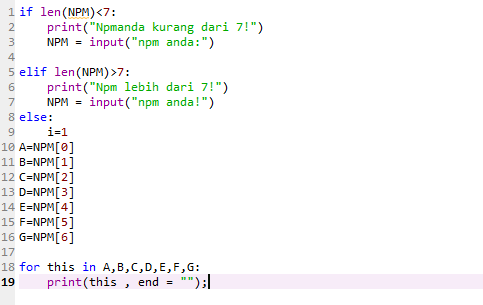 1 if len(NPM)<7:
2     print("Npmanda kurang dari 7!")
3     NPM = input("npm anda:")
4
5 elif len(NPM)>7:
6     print("Npm lebih dari 7!")
7     NPM = input("npm anda!")
8 else:
9     i=1
10 A=NPM[0]
11 B=NPM[1]
12 C=NPM[2]
13 D=NPM[3]
14 E=NPM[4]
15 F=NPM[5]
16 G=NPM[6]
17
18 for this in A,B,C,D,E,F,G:
19     print(this , end = "");